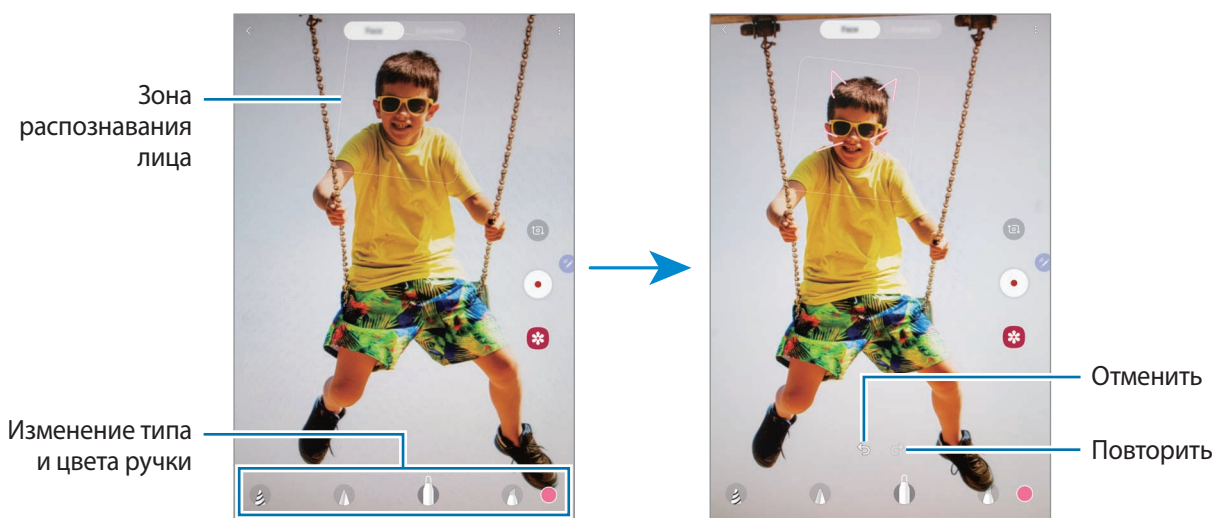 Зона
распознавания
лица
Изменение типа
и цвета ручки
Отменить
Повторить